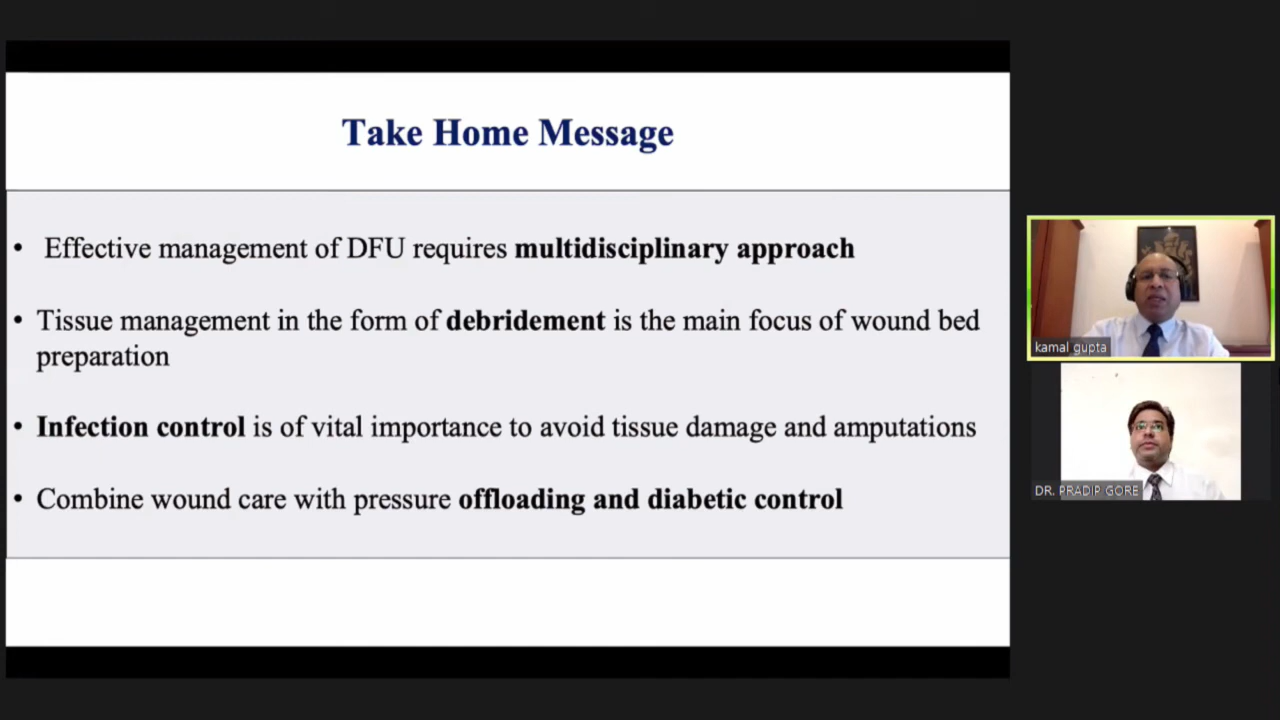 Take Home Message
• Effective management of DFU requires multidisciplinary approach
• Tissue management in the form of debridement is the main focus of wound bed
preparation
• Infection control is of vital importance to avoid tissue damage and amputations
• Combine wound care with pressure offloading and diabetic control
kamal gupta
DR. PRADIP GORE